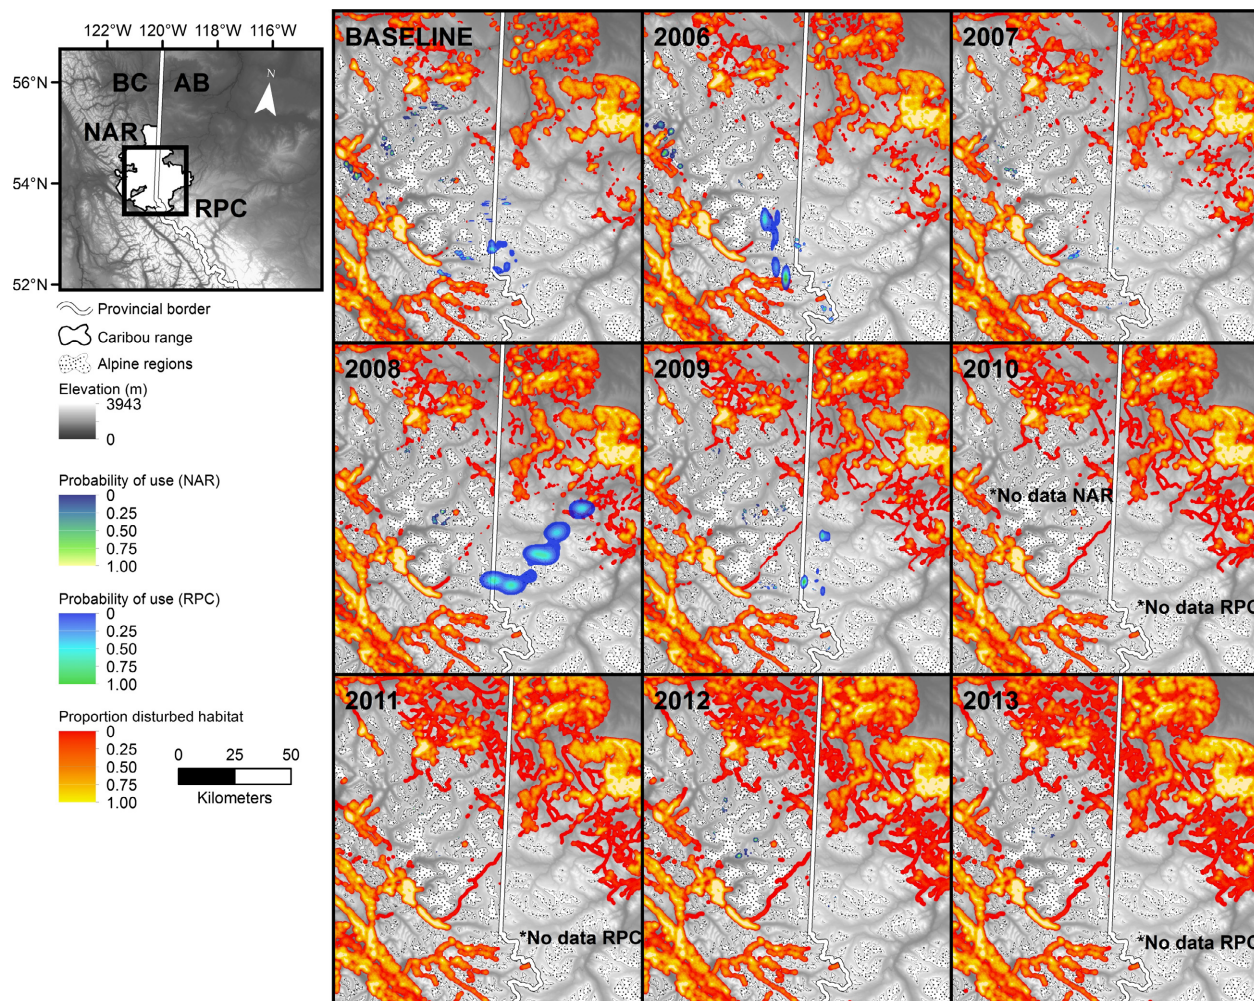 122°W 120°W 118°W 116°W
56°N
54°N
52°N
BC AB
N
NAR
RPC
Provincial border
Caribou range
Alpine regions
Elevation (m)
3943
0
Probability of use (NAR)
0
0.25
0.50
0.75
1.00
Probability of use (RPC)
0
0.25
0.50
0.75
1.00
Proportion disturbed habitat
0
0.25
0.50
0.75
1.00
0 25 50
Kilometers
BASELINE
2006
2007
2008
2009
2010
*No data NAR
*No data RPC
2011
*No data RPC
2012
2013
*No data RPC